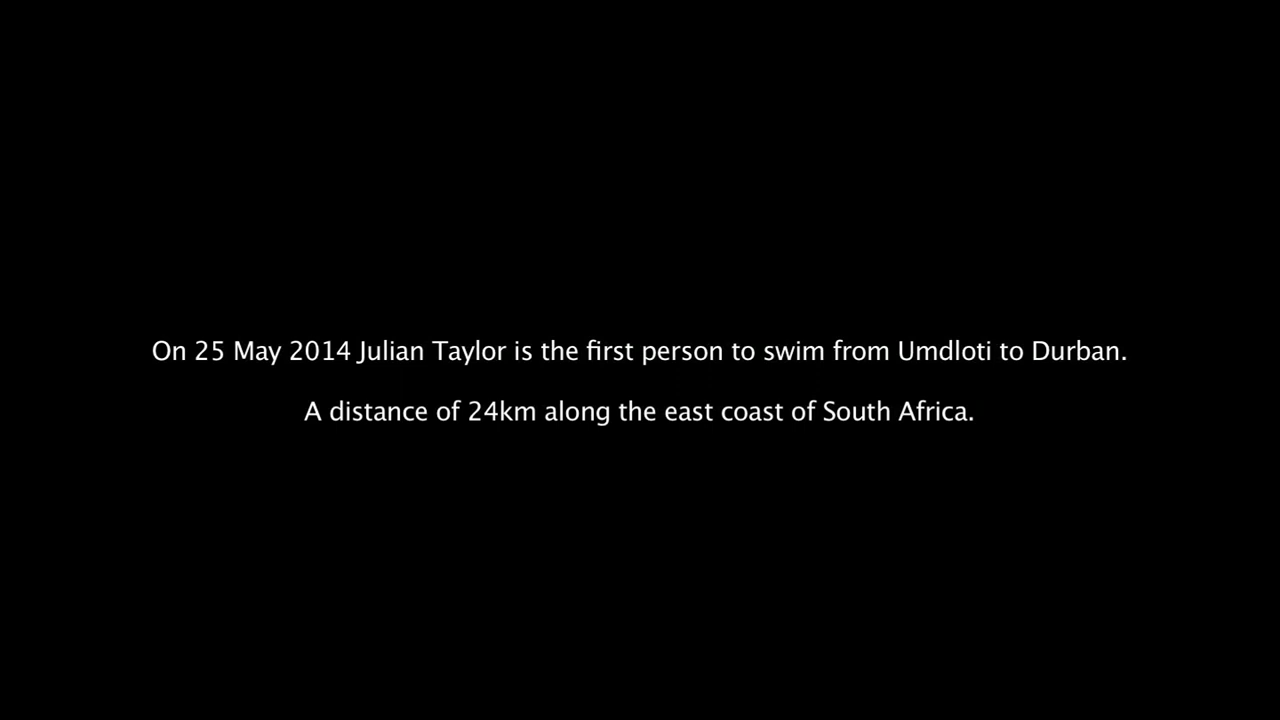 On 25 May 2014 Julian Taylor is the first person to swim from Umdloti to Durban.
A distance of 24km along the east coast of South Africa.